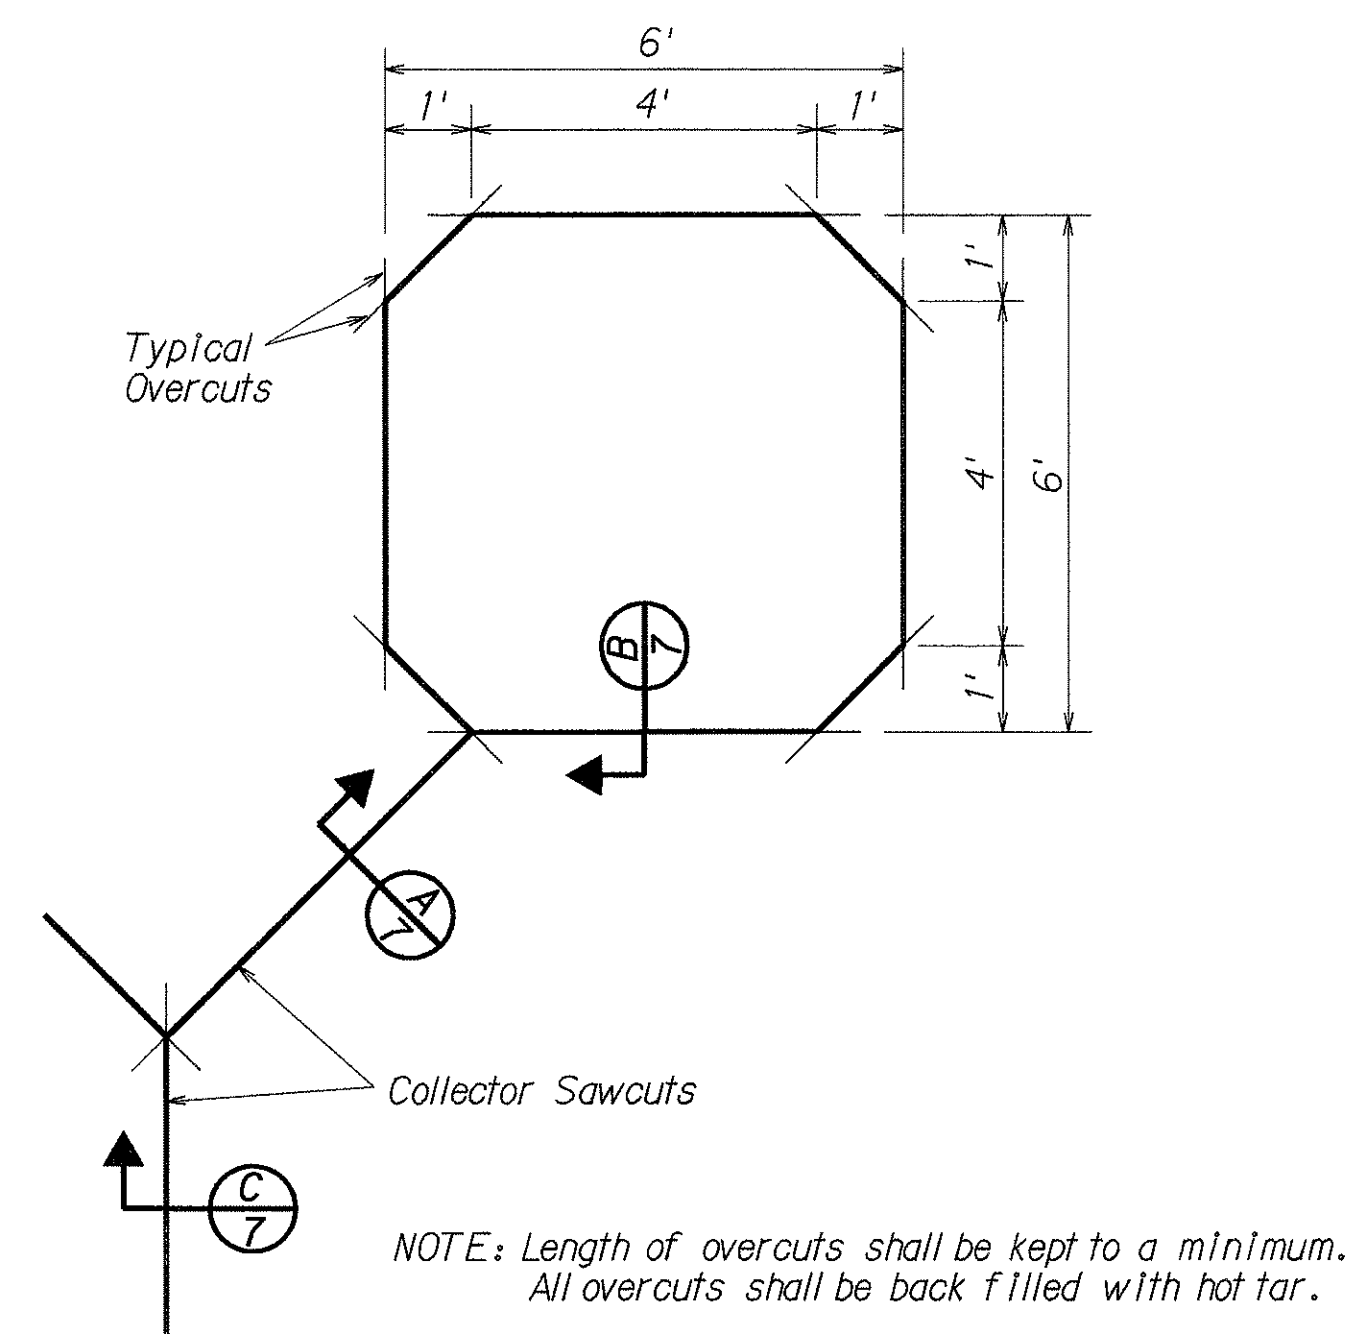 6'
1' 4' 1'
1'
4'
6'
1'
Typical
Overcuts
B
7
A
7
Collector Sawcuts
C
7
NOTE: Length of overcuts shall be kept to a minimum.
All overcuts shall be back filled with hot tar.